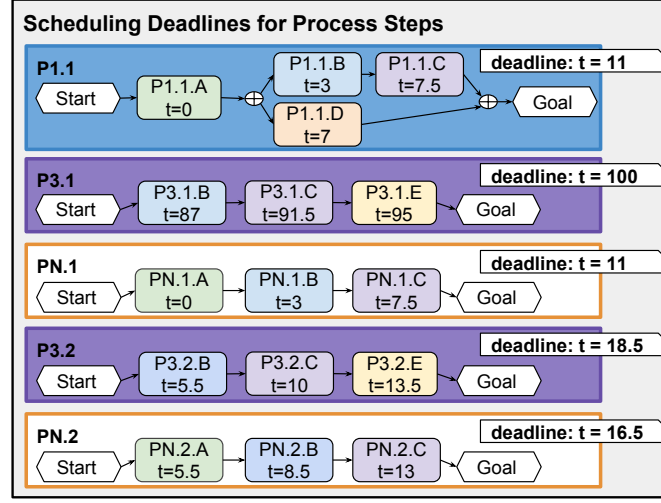 Scheduling Deadlines for Process Steps
P1.1
deadline: t = 11
Start
P1.1.A
t=0
P1.1.B
t=3
P1.1.C
t=7.5
P1.1.D
t=7
Goal
P3.1
deadline: t = 100
Start
P3.1.B
t=87
P3.1.C
t=91.5
P3.1.E
t=95
Goal
PN.1
deadline: t = 11
Start
PN.1.A
t=0
PN.1.B
t=3
PN.1.C
t=7.5
Goal
P3.2
deadline: t = 18.5
Start
P3.2.B
t=5.5
P3.2.C
t=10
P3.2.E
t=13.5
Goal
PN.2
deadline: t = 16.5
Start
PN.2.A
t=5.5
PN.2.B
t=8.5
PN.2.C
t=13
Goal